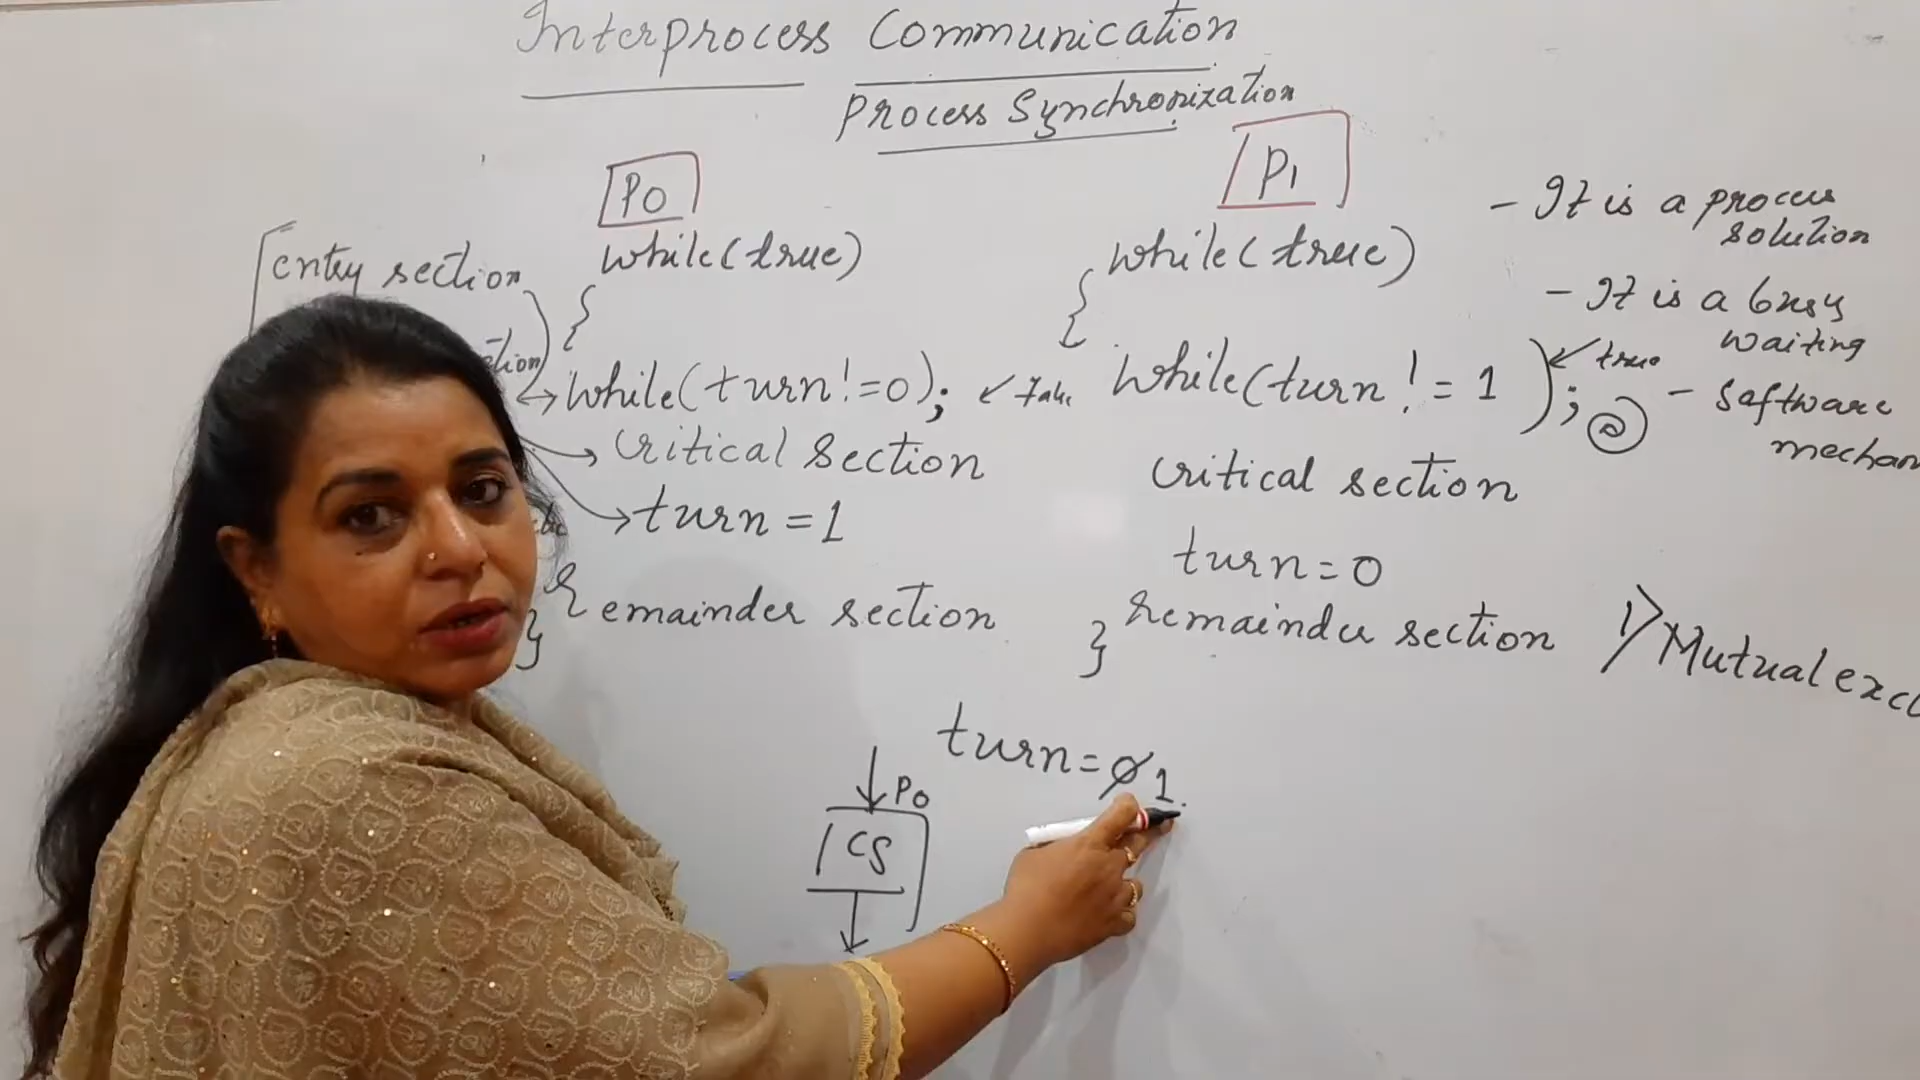 Interprocess Communication
Process Synchronization
P0
P1
entry section
while(true)
{
while(turn!=0);
critical section
turn=1
remainder section
}
while(true)
{
while(turn!=1);
critical section
turn=0
remainder section
}
true
- It is a process
solution
- It is a busy
waiting
- Software
mechan
1) Mutual exc
turn=0 1
P0
CS